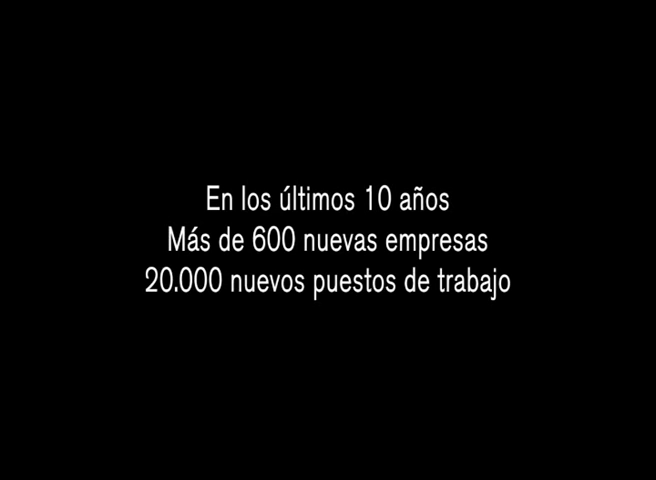 En los últimos 10 años
Más de 600 nuevas empresas
20.000 nuevos puestos de trabajo